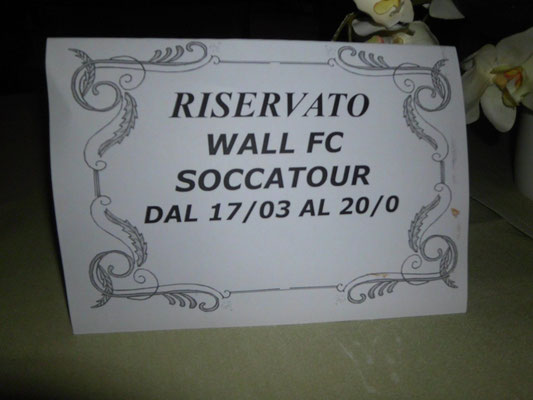 RISERVATO
WALL FC
SOCCATOUR
DAL 17/03 AL 20/0